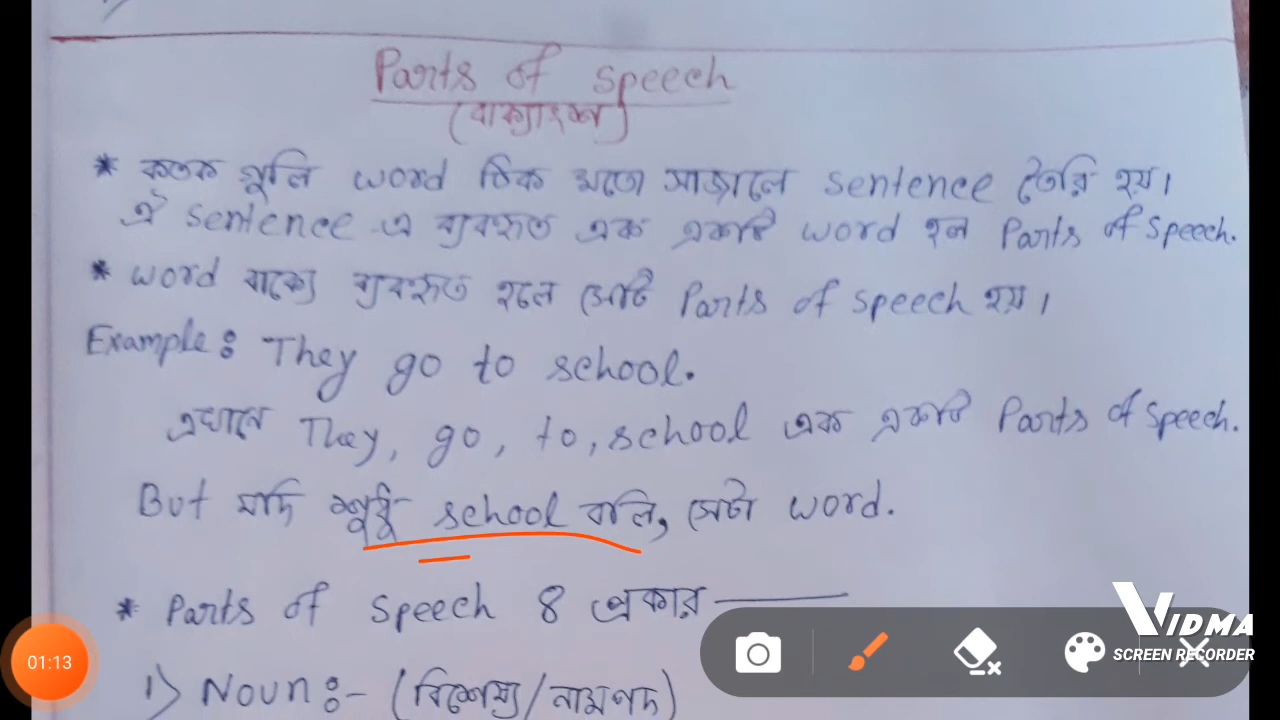 Parts of speech
(বাক্যাংশ)
* কতক গুলি word ঠিক মতো সাজালে sentence তৈরি হয়।
ঐ sentence এ ব্যবহৃত এক একটি word হল Parts of speech.
* word বাক্যে ব্যবহৃত হলে সেটি Parts of speech হয়।
Example: They go to school.
এখানে They, go, to, school এক একটি Parts of speech.
But যদি শুধু school বলি, সেটা word.
* Parts of speech 8 প্রকার —
1) Noun :- (বিশেষ্য/নামপদ)
01:13
VIDMA
SCREEN RECORDER